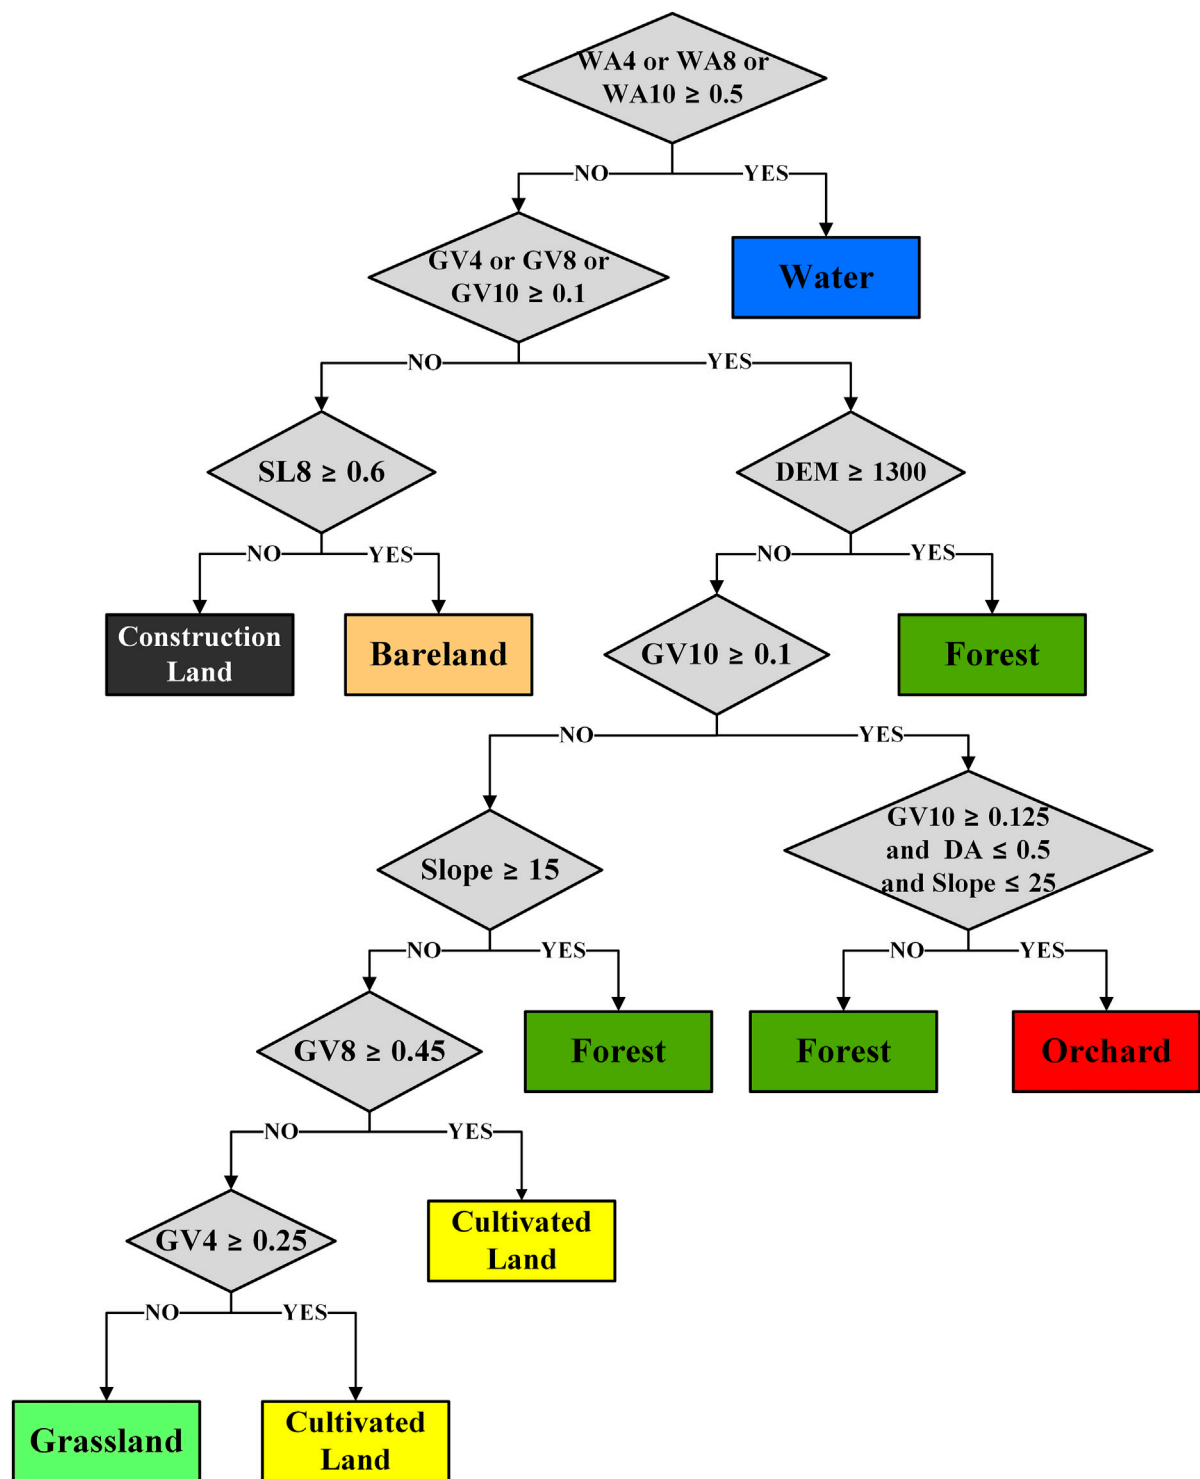 WA4 or WA8 or
WA10 ≥ 0.5
NO
YES
GV4 or GV8 or
GV10 ≥ 0.1
Water
NO
YES
SL8 ≥ 0.6
DEM ≥ 1300
NO
YES
NO
YES
Construction
Land
Bareland
GV10 ≥ 0.1
Forest
NO
YES
Slope ≥ 15
GV10 ≥ 0.125
and DA ≤ 0.5
and Slope ≤ 25
NO
YES
NO
YES
GV8 ≥ 0.45
Forest
Forest
Orchard
NO
YES
GV4 ≥ 0.25
Cultivated
Land
NO
YES
Grassland
Cultivated
Land